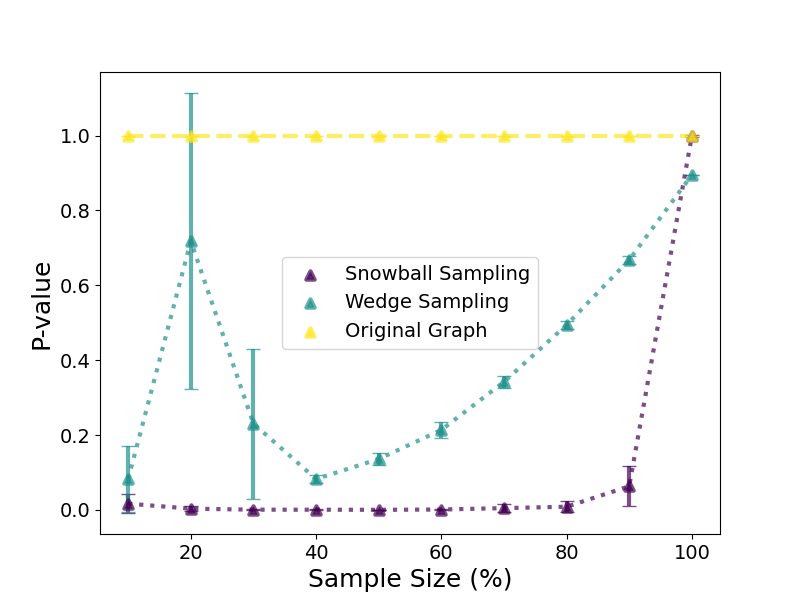 1.0
0.8
0.6
0.4
0.2
0.0
P-value
Snowball Sampling
Wedge Sampling
Original Graph
20 40 60 80 100
Sample Size (%)